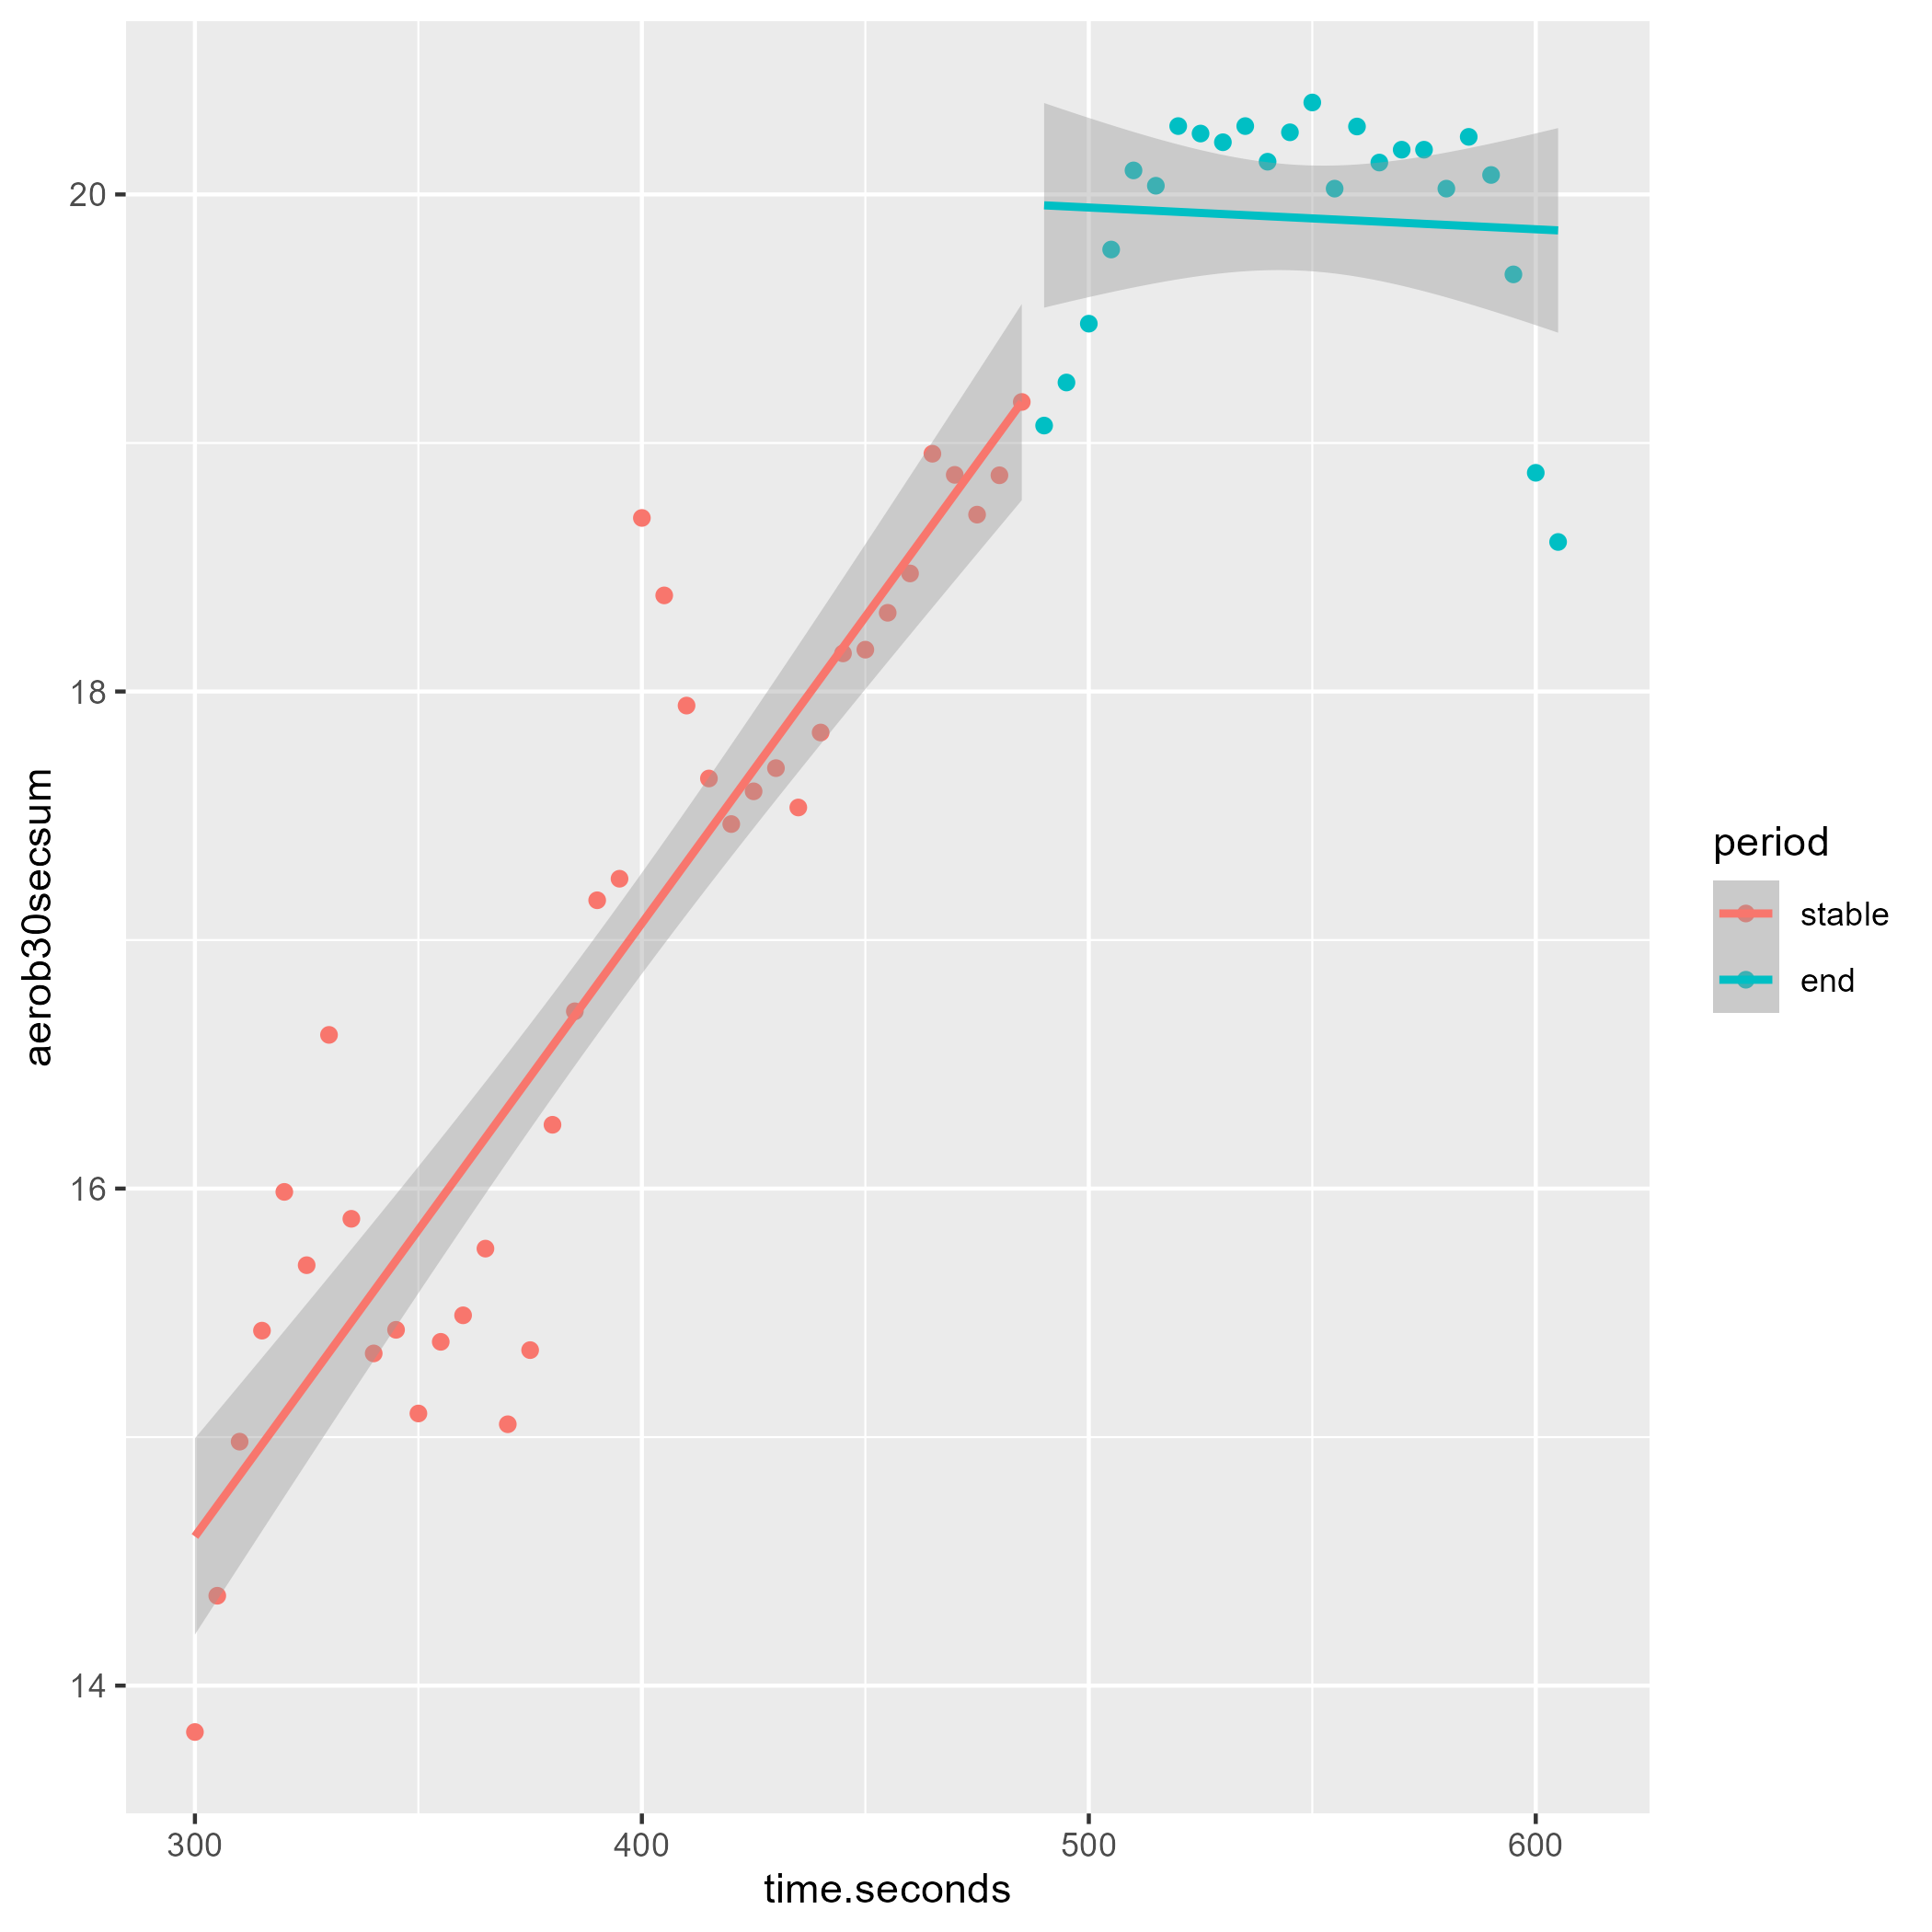 20
18
16
14
aerob30secsum
300 400 500 600
time.seconds
period
stable
end